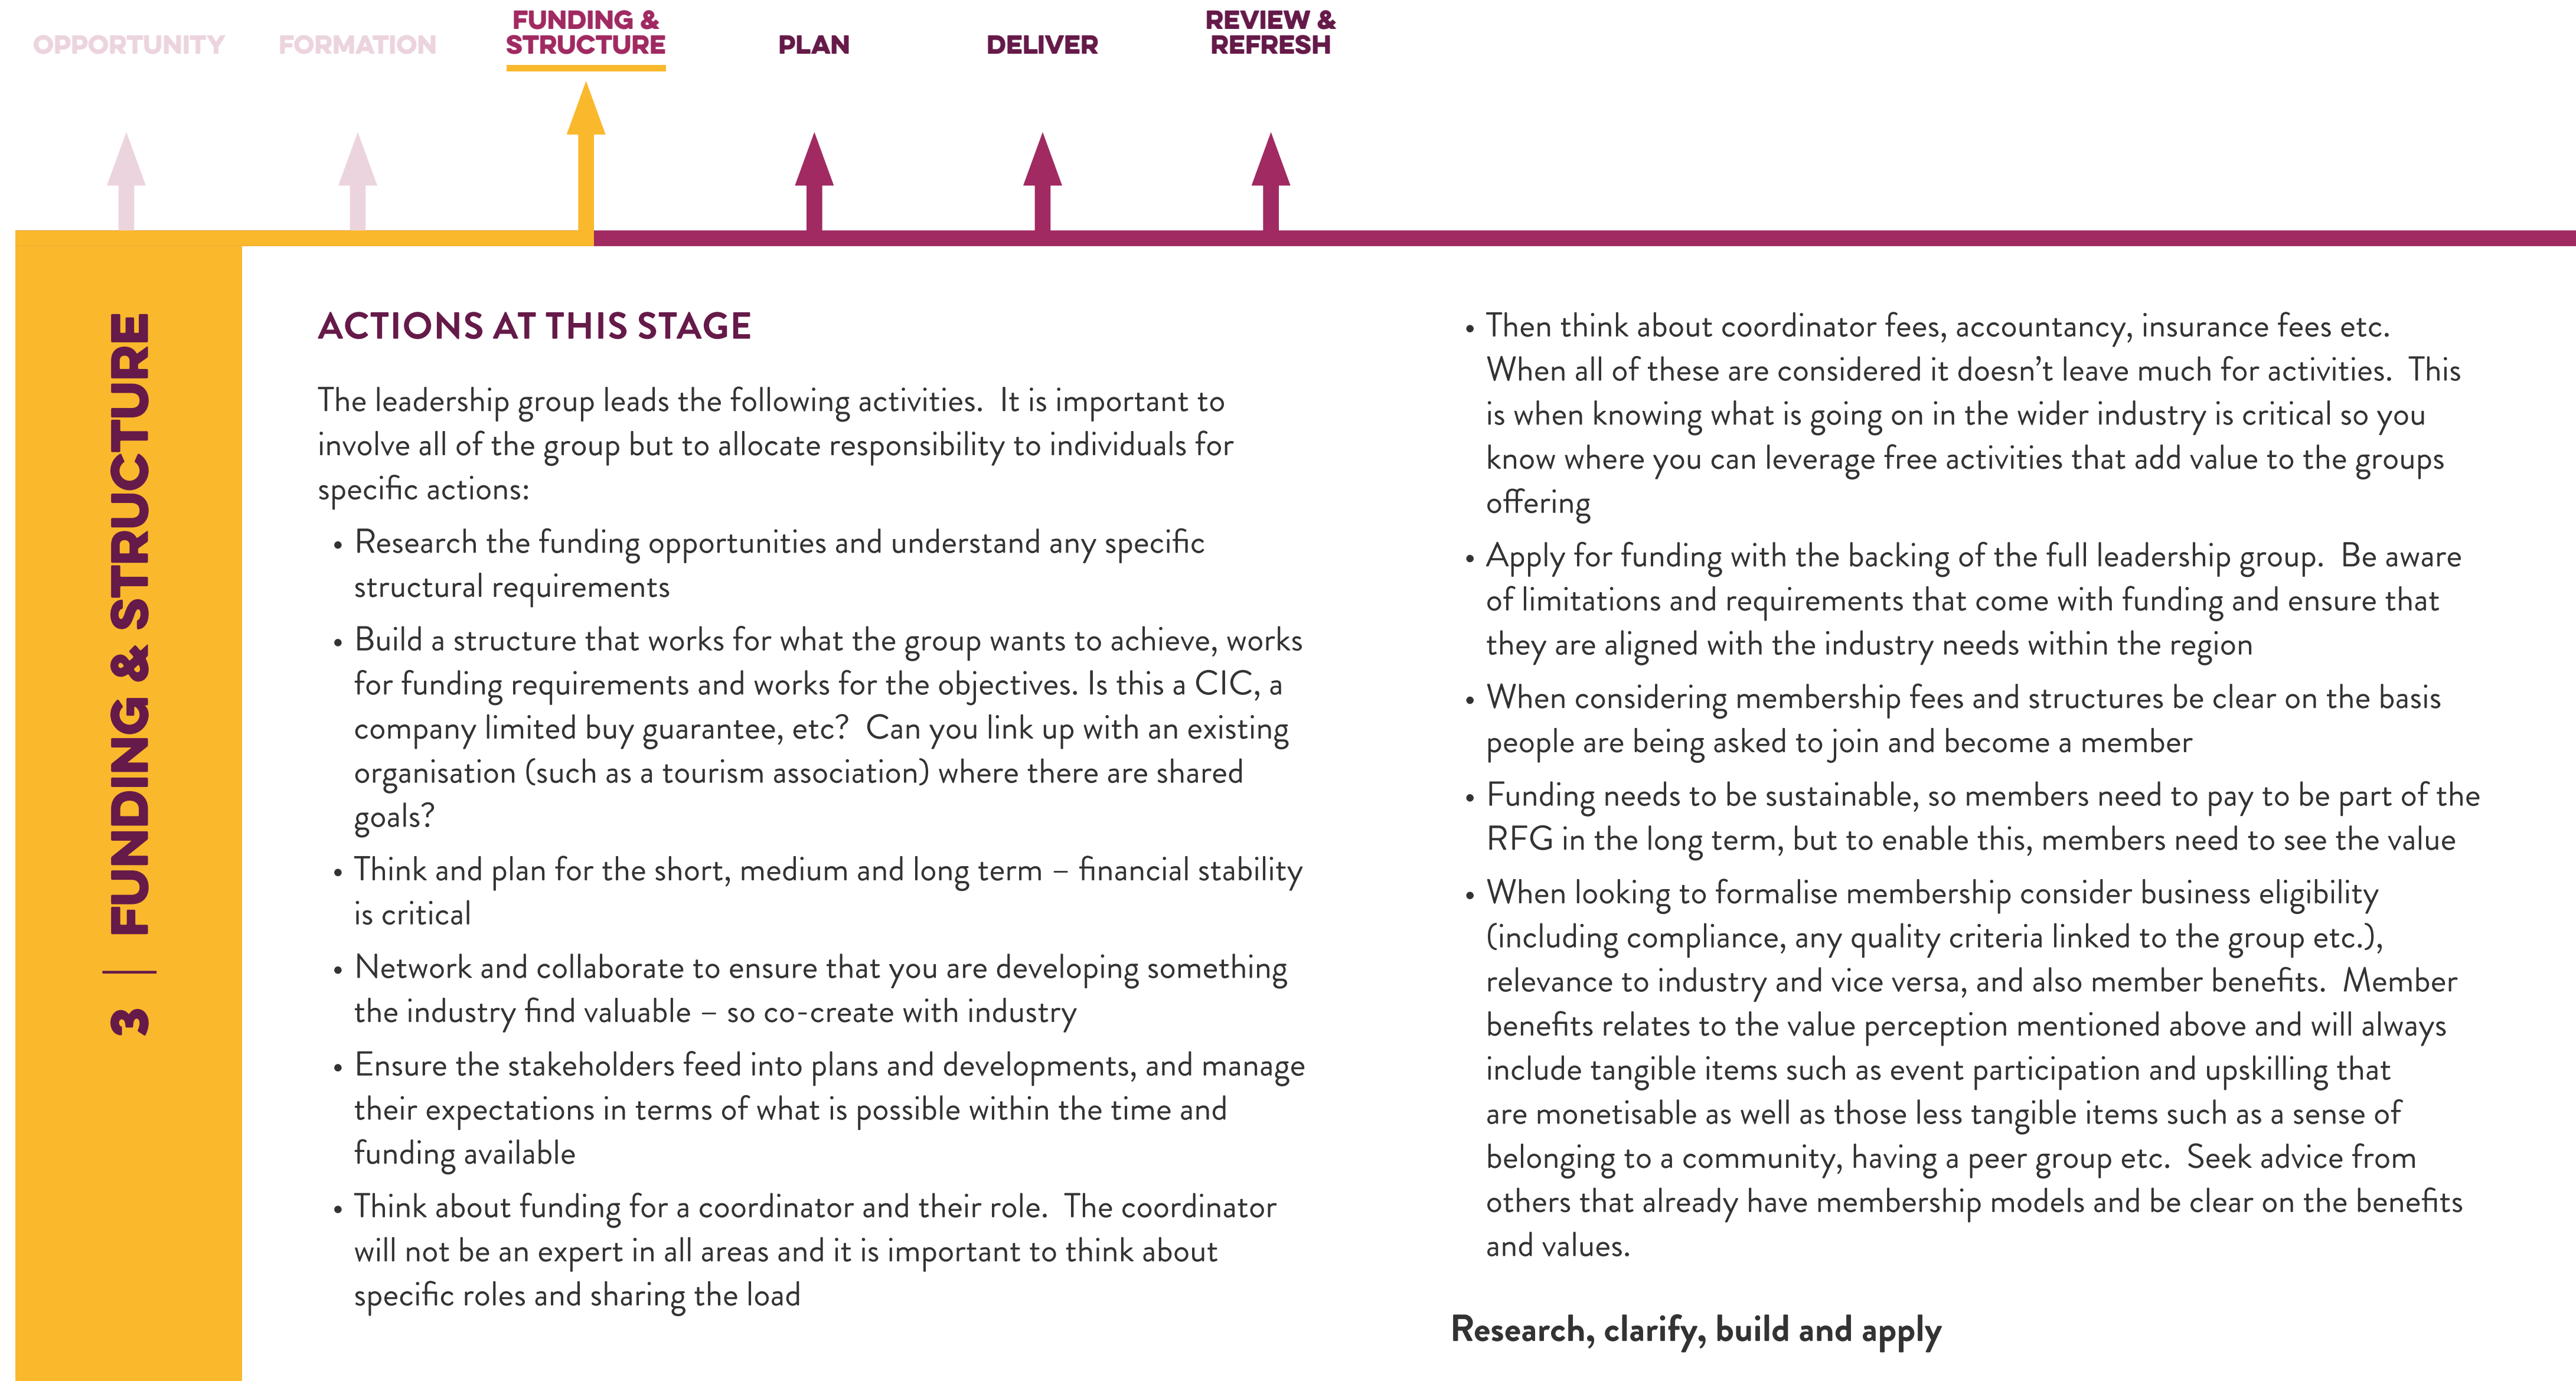 OPPORTUNITY
FORMATION
FUNDING &
STRUCTURE
PLAN
DELIVER
REVIEW &
REFRESH
3 | FUNDING & STRUCTURE
ACTIONS AT THIS STAGE
The leadership group leads the following activities.  It is important to
involve all of the group but to allocate responsibility to individuals for
specific actions:
• Research the funding opportunities and understand any specific
structural requirements
• Build a structure that works for what the group wants to achieve, works
for funding requirements and works for the objectives. Is this a CIC, a
company limited buy guarantee, etc?  Can you link up with an existing
organisation (such as a tourism association) where there are shared
goals?
• Think and plan for the short, medium and long term – financial stability
is critical
• Network and collaborate to ensure that you are developing something
the industry find valuable – so co-create with industry
• Ensure the stakeholders feed into plans and developments, and manage
their expectations in terms of what is possible within the time and
funding available
• Think about funding for a coordinator and their role.  The coordinator
will not be an expert in all areas and it is important to think about
specific roles and sharing the load
• Then think about coordinator fees, accountancy, insurance fees etc.
When all of these are considered it doesn’t leave much for activities.  This
is when knowing what is going on in the wider industry is critical so you
know where you can leverage free activities that add value to the groups
offering
• Apply for funding with the backing of the full leadership group.  Be aware
of limitations and requirements that come with funding and ensure that
they are aligned with the industry needs within the region
• When considering membership fees and structures be clear on the basis
people are being asked to join and become a member
• Funding needs to be sustainable, so members need to pay to be part of the
RFG in the long term, but to enable this, members need to see the value
• When looking to formalise membership consider business eligibility
(including compliance, any quality criteria linked to the group etc.),
relevance to industry and vice versa, and also member benefits.  Member
benefits relates to the value perception mentioned above and will always
include tangible items such as event participation and upskilling that
are monetisable as well as those less tangible items such as a sense of
belonging to a community, having a peer group etc.  Seek advice from
others that already have membership models and be clear on the benefits
and values.
Research, clarify, build and apply